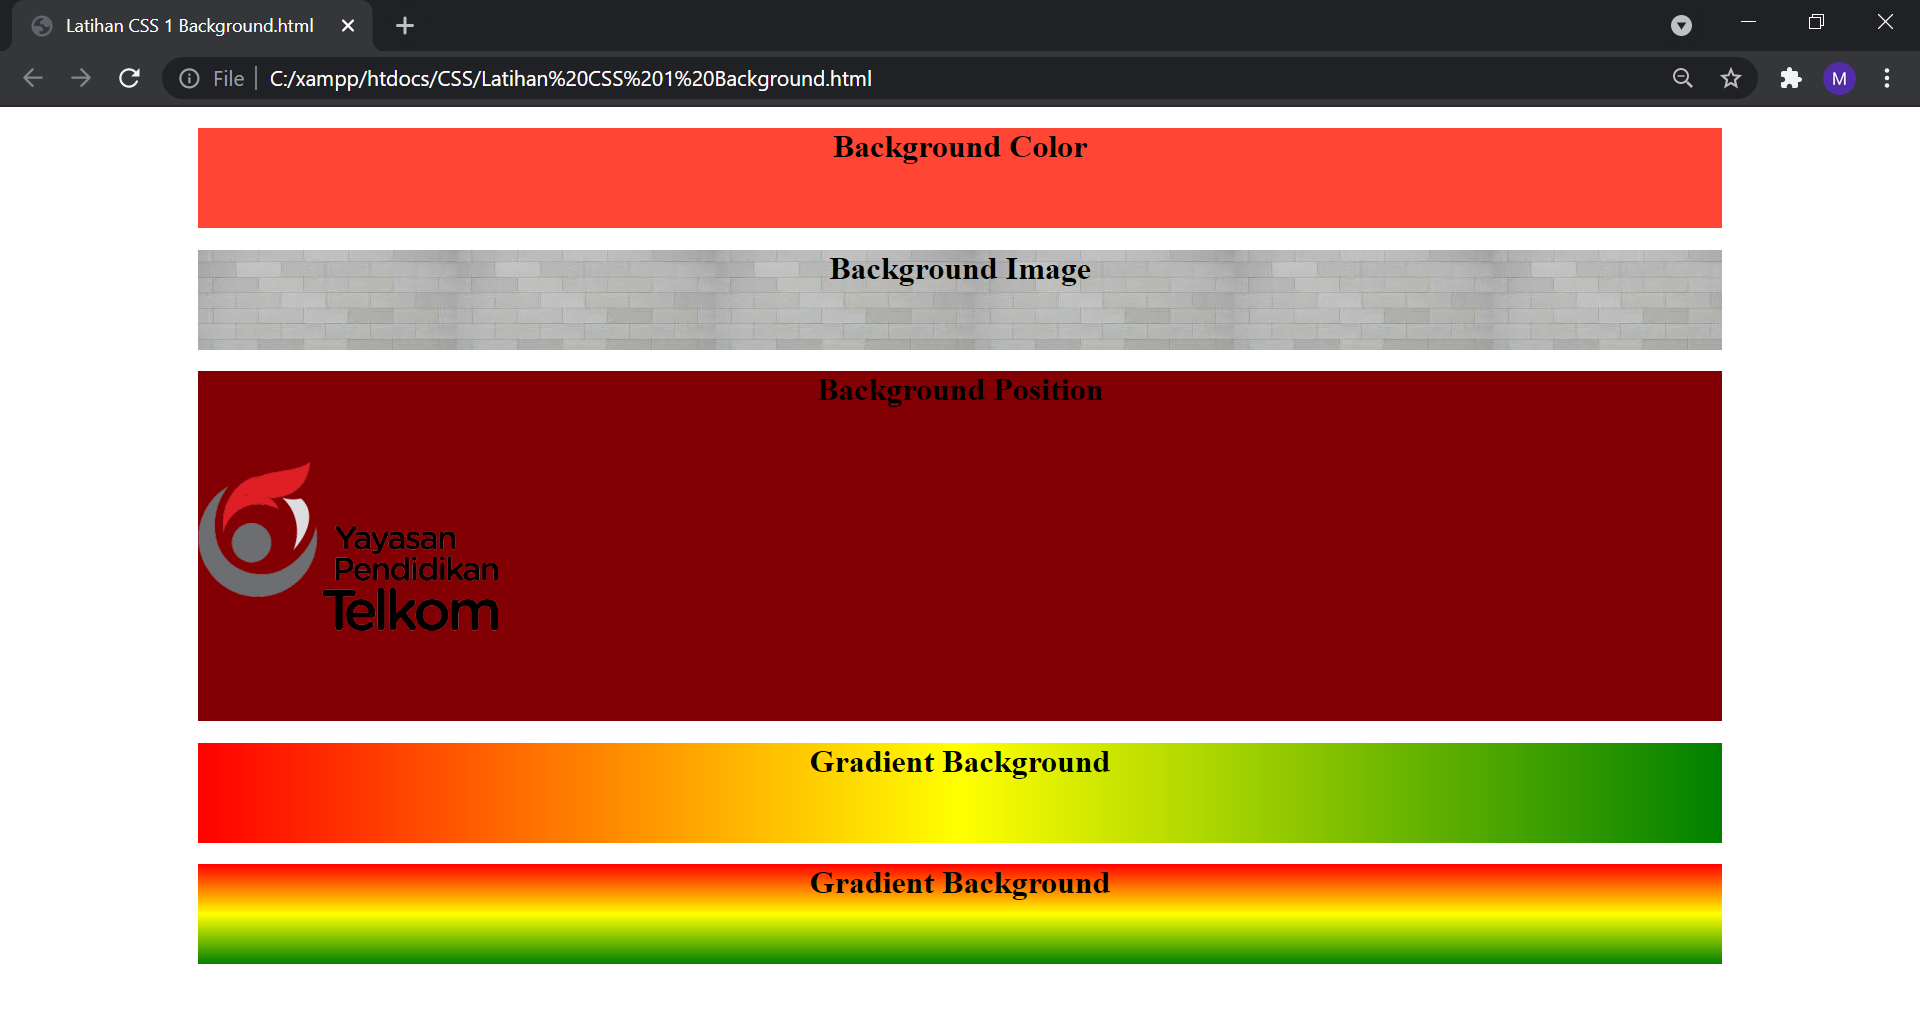 Latihan CSS 1 Background.html
File
C:/xampp/htdocs/CSS/Latihan%20CSS%201%20Background.html
M
Background Color
Background Image
Background Position
Yayasan
Pendidikan
Telkom
Gradient Background
Gradient Background